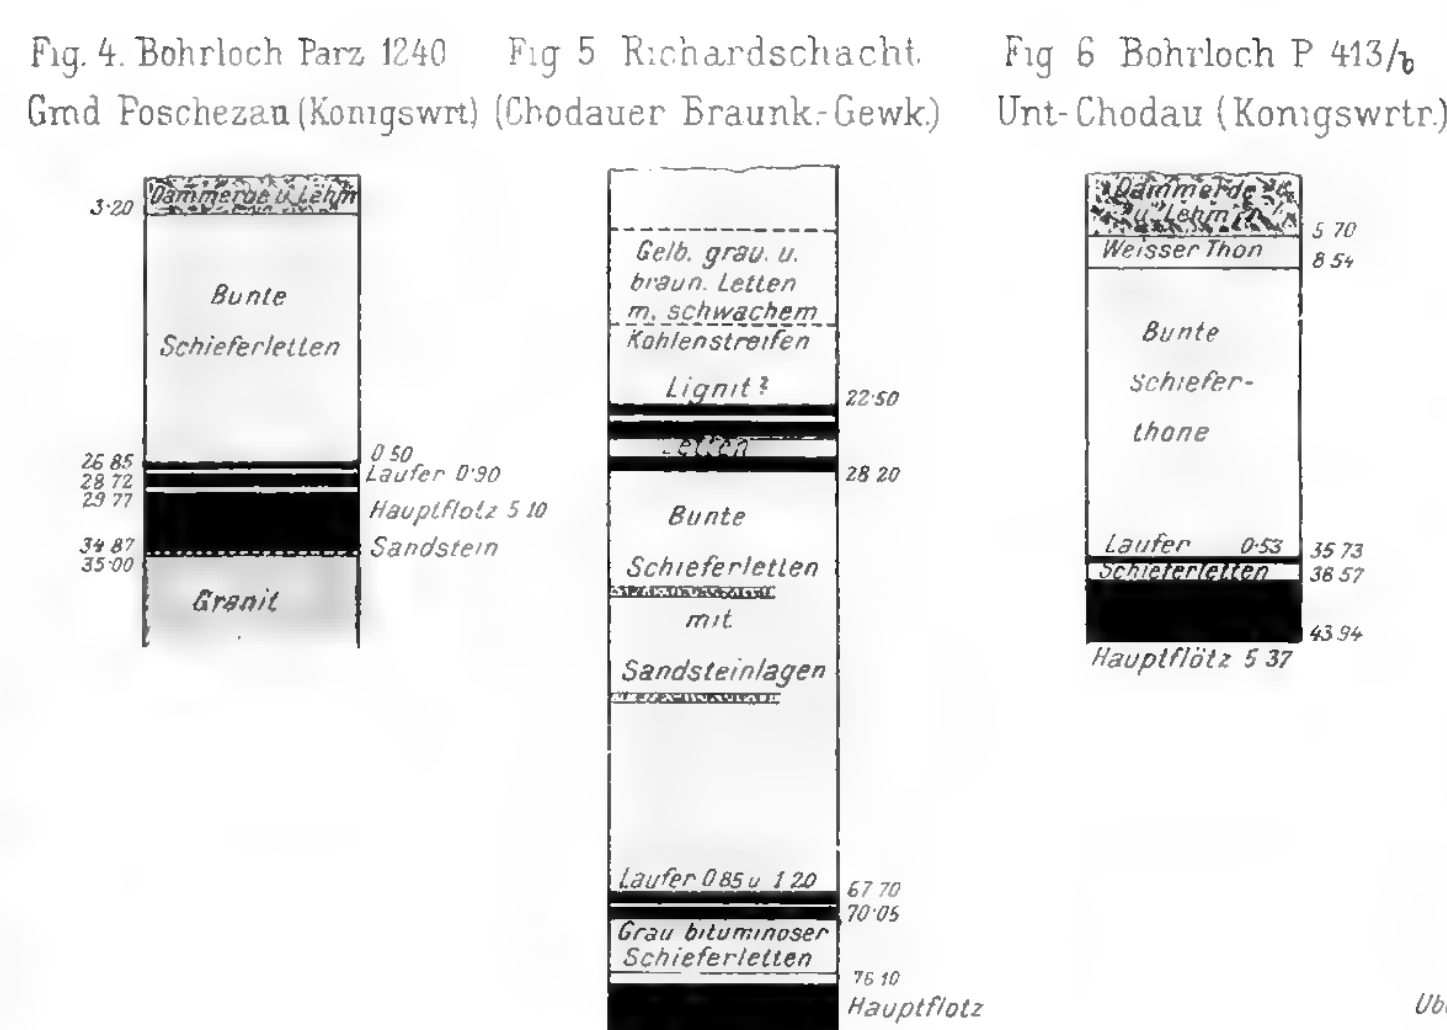 Fig. 4. Bohrloch Parz 1240
Gmd Poschezau (Konigswrt)
3·20
Dammerde u. Lehm
Bunte
Schieferletten
26 85
28 72
29 77
34 87
35·00
0 50
Laufer 0·90
Hauptflotz 5 10
Sandstein
Granit
Fig 5 Richardschacht.
(Chodauer Braunk.-Gewk.)
Gelb. grau. u.
braun. Letten
m. schwachem
Kohlenstreifen
Lignit?
22·50
Letten
28 20
Bunte
Schieferletten
mit
Sandsteinlagen
Laufer 0 85 u 1 20
67 70
70·05
Grau bituminoser
Schieferletten
76 10
Hauptflotz
Fig 6 Bohrloch P 413/b
Unt-Chodau (Konigswrtr.)
Dammerde
u. Lehm
5 70
Weisser Thon
8 54
Bunte
Schiefer-
thone
Laufer 0·53
35 73
Schieferletten
38 57
43 94
Hauptflötz 5 37